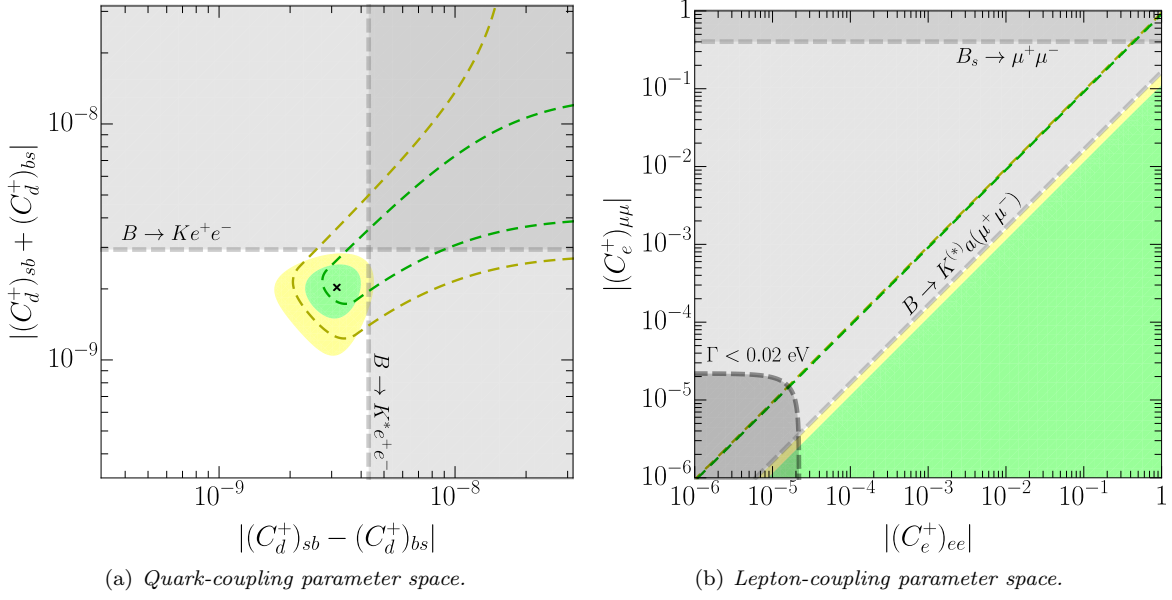 10^{-8}
10^{-9}
|(C_d^+)_{sb} + (C_d^+)_{bs}|
B → Ke^+e^-
B → K^*e^+e^-
10^{-9} 10^{-8}
|(C_d^+)_{sb} − (C_d^+)_{bs}|
(a) Quark-coupling parameter space.
1
10^{-1}
10^{-2}
10^{-3}
10^{-4}
10^{-5}
10^{-6}
|(C_e^+)_{μμ}|
B_s → μ^+μ^-
B → K^{(*)}a(μ^+μ^-)
Γ < 0.02 eV
10^{-6} 10^{-5} 10^{-4} 10^{-3} 10^{-2} 10^{-1} 1
|(C_e^+)_{ee}|
(b) Lepton-coupling parameter space.